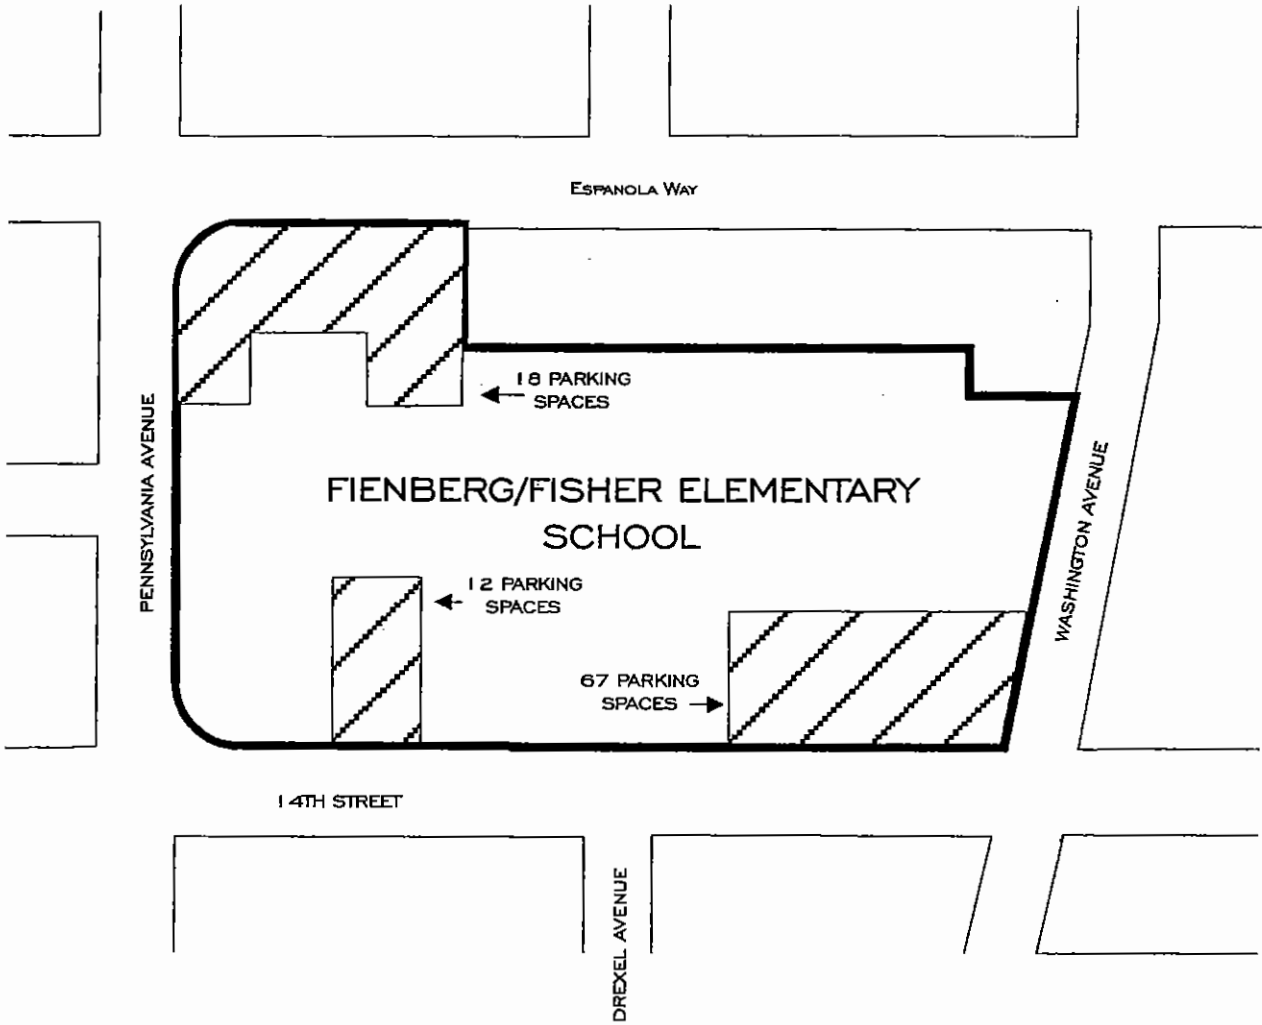 ESPANOLA WAY
18 PARKING
SPACES
PENNSYLVANIA AVENUE
FIENBERG/FISHER ELEMENTARY
SCHOOL
WASHINGTON AVENUE
12 PARKING
SPACES
67 PARKING
SPACES
14TH STREET
DREXEL AVENUE